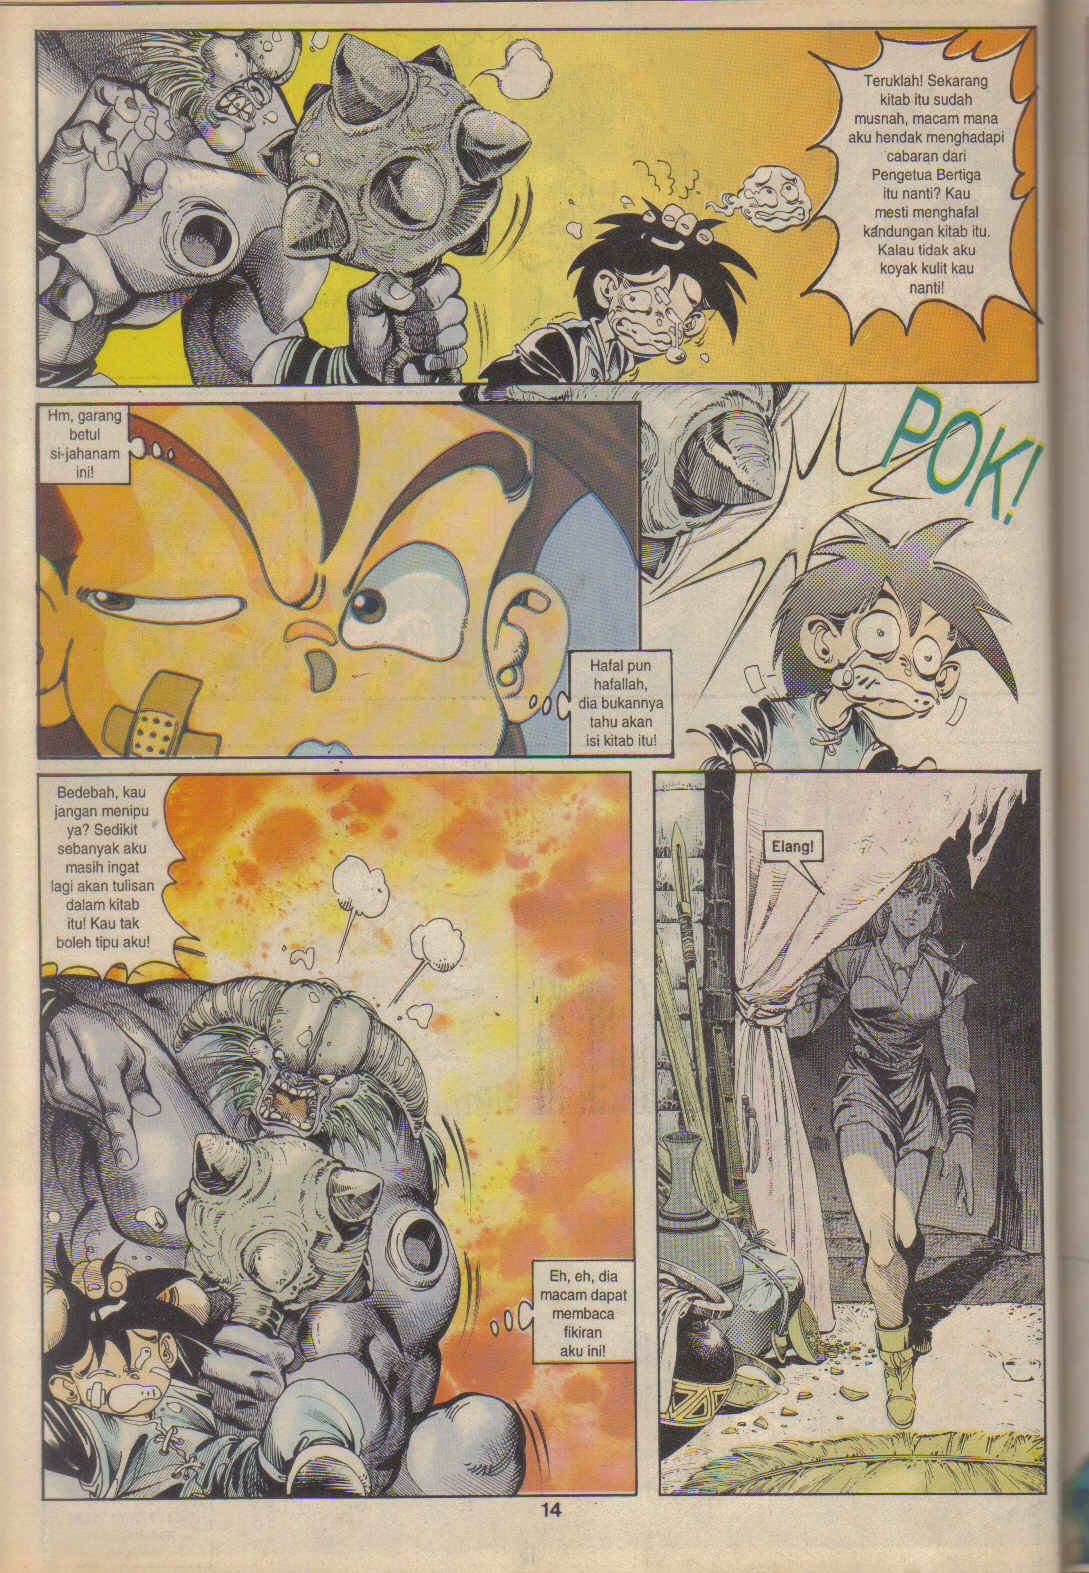 Teruklah! Sekarang
kitab itu sudah
musnah, macam mana
aku hendak menghadapi
cabaran dari
Pengetua Bertiga
itu nanti? Kau
mesti menghafal
kandungan kitab itu.
Kalau tidak aku
koyak kulit kau
nanti!
Hm, garang
betul
si-jahanam
ini!
POK!
Hafal pun
hafallah,
dia bukannya
tahu akan
isi kitab itu!
Bedebah, kau
jangan menipu
ya? Sedikit
sebanyak aku
masih ingat
lagi akan tulisan
dalam kitab
itu! Kau tak
boleh tipu aku!
Eh, eh, dia
macam dapat
membaca
fikiran
aku ini!
Elang!
14